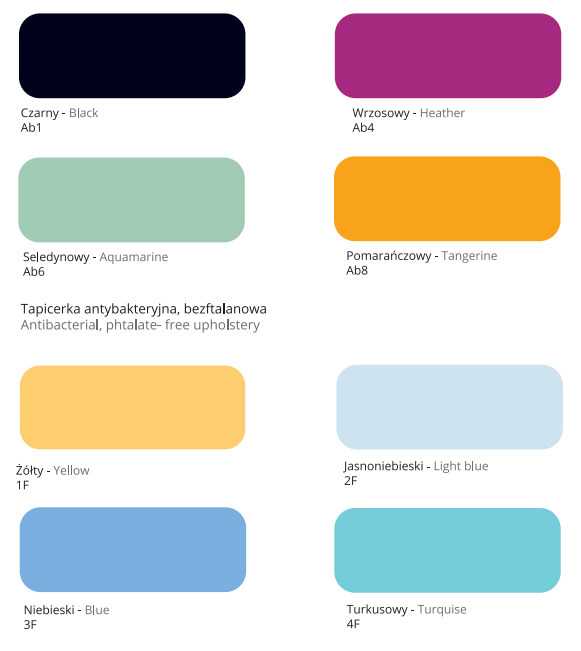 Czarny - Black
Ab1
Wrzosowy - Heather
Ab4
Seledynowy - Aquamarine
Ab6
Pomarańczowy - Tangerine
Ab8
Tapicerka antybakteryjna, bezftalanowa
Antibacterial, phtalate- free upholstery
Żółty - Yellow
1F
Jasnoniebieski - Light blue
2F
Niebieski - Blue
3F
Turkusowy - Turquise
4F